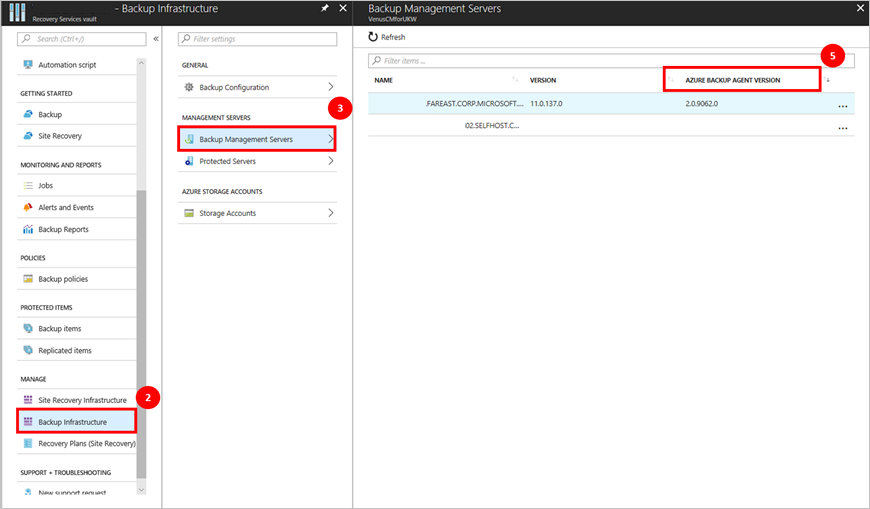 - Backup Infrastructure
Recovery Services vault
Search (Ctrl+/)
Automation script
GETTING STARTED
Backup
Site Recovery
MONITORING AND REPORTS
Jobs
Alerts and Events
Backup Reports
POLICIES
Backup policies
PROTECTED ITEMS
Backup items
Replicated items
MANAGE
Site Recovery Infrastructure
2
Backup Infrastructure
Recovery Plans (Site Recovery)
SUPPORT + TROUBLESHOOTING
New support request
Filter settings
GENERAL
Backup Configuration
3
MANAGEMENT SERVERS
Backup Management Servers
Protected Servers
AZURE STORAGE ACCOUNTS
Storage Accounts
Backup Management Servers
VenusCMforUKW
Refresh
5
Filter items ...
NAME VERSION AZURE BACKUP AGENT VERSION
.FAREAST.CORP.MICROSOFT.... 11.0.137.0 2.0.9062.0 ...
02.SELFHOST.C... ...